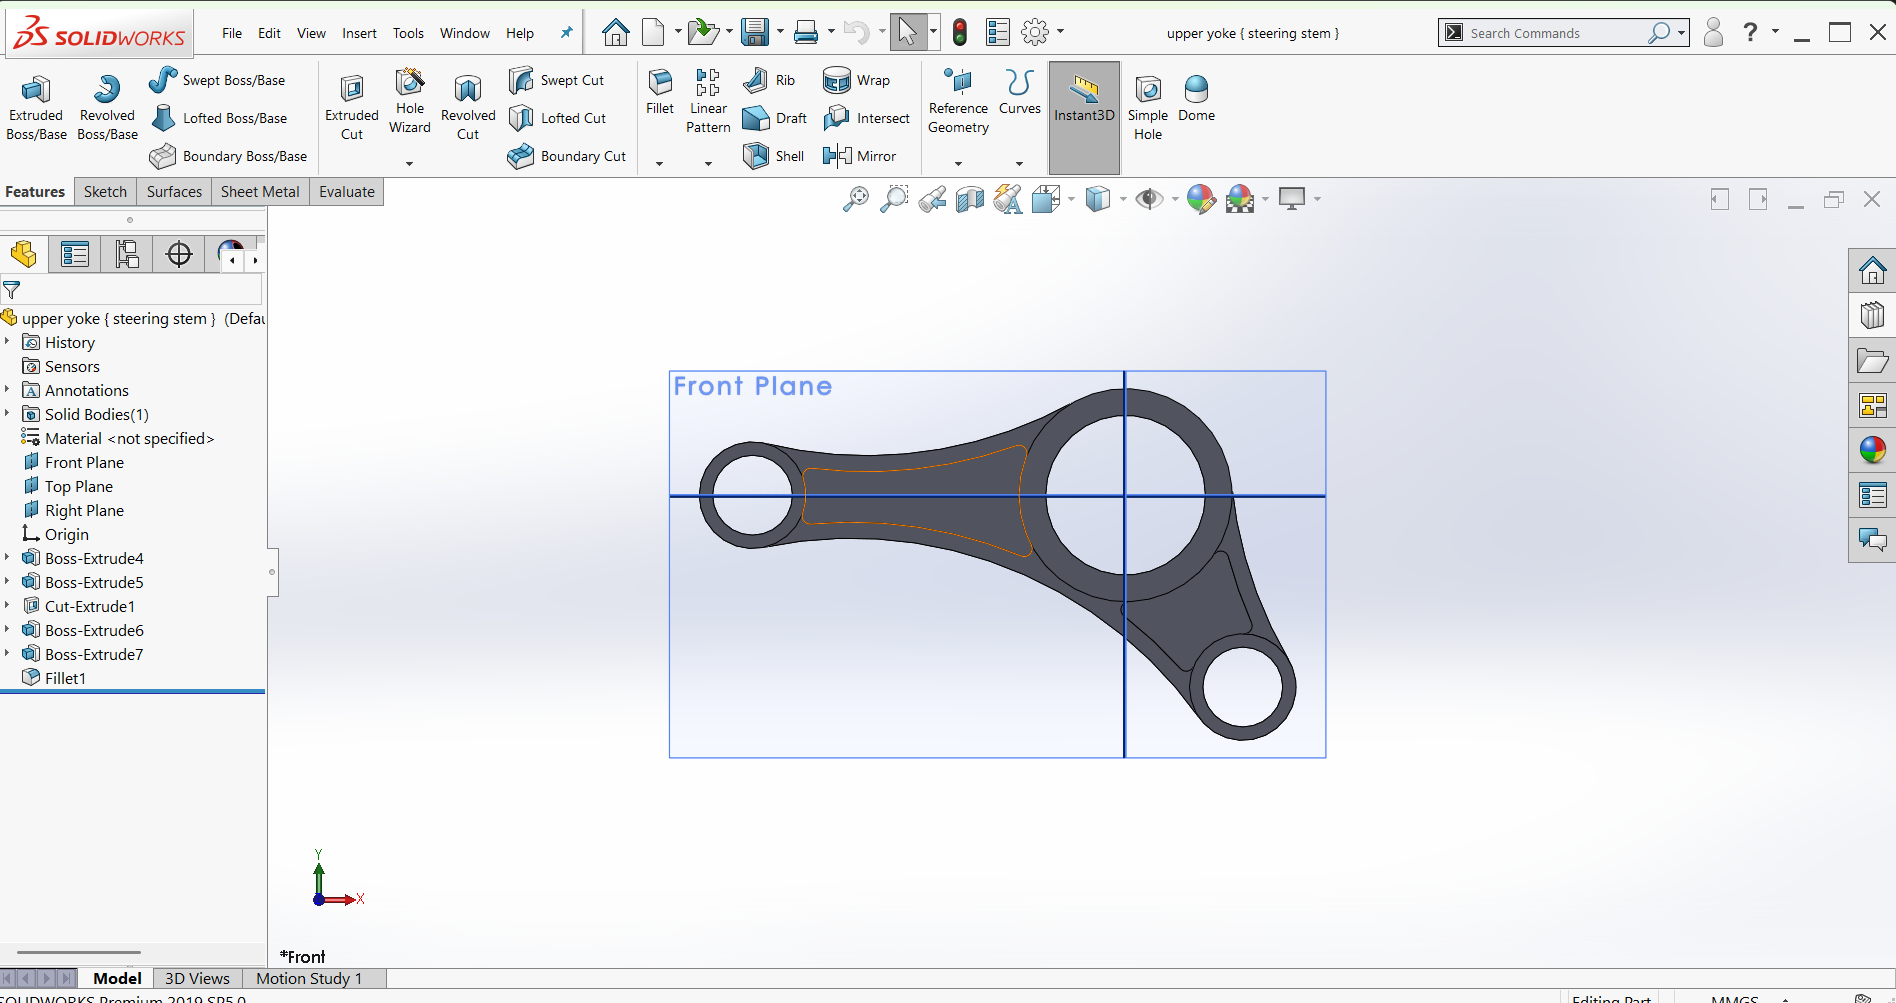 SOLIDWORKS
File Edit View Insert Tools Window Help
upper yoke { steering stem }
Search Commands
?
Extruded Boss/Base
Revolved Boss/Base
Swept Boss/Base
Lofted Boss/Base
Boundary Boss/Base
Extruded Cut
Hole Wizard
Revolved Cut
Swept Cut
Lofted Cut
Boundary Cut
Fillet
Linear Pattern
Rib
Draft
Shell
Wrap
Intersect
Mirror
Reference Geometry
Curves
Instant3D
Simple Hole
Dome
Features Sketch Surfaces Sheet Metal Evaluate
upper yoke { steering stem } (Defau
History
Sensors
Annotations
Solid Bodies(1)
Material <not specified>
Front Plane
Top Plane
Right Plane
Origin
Boss-Extrude4
Boss-Extrude5
Cut-Extrude1
Boss-Extrude6
Boss-Extrude7
Fillet1
Front Plane
Y
X
*Front
Model 3D Views Motion Study 1
SOLIDWORKS Premium 2019 SP5.0
Editing Part
MMGS